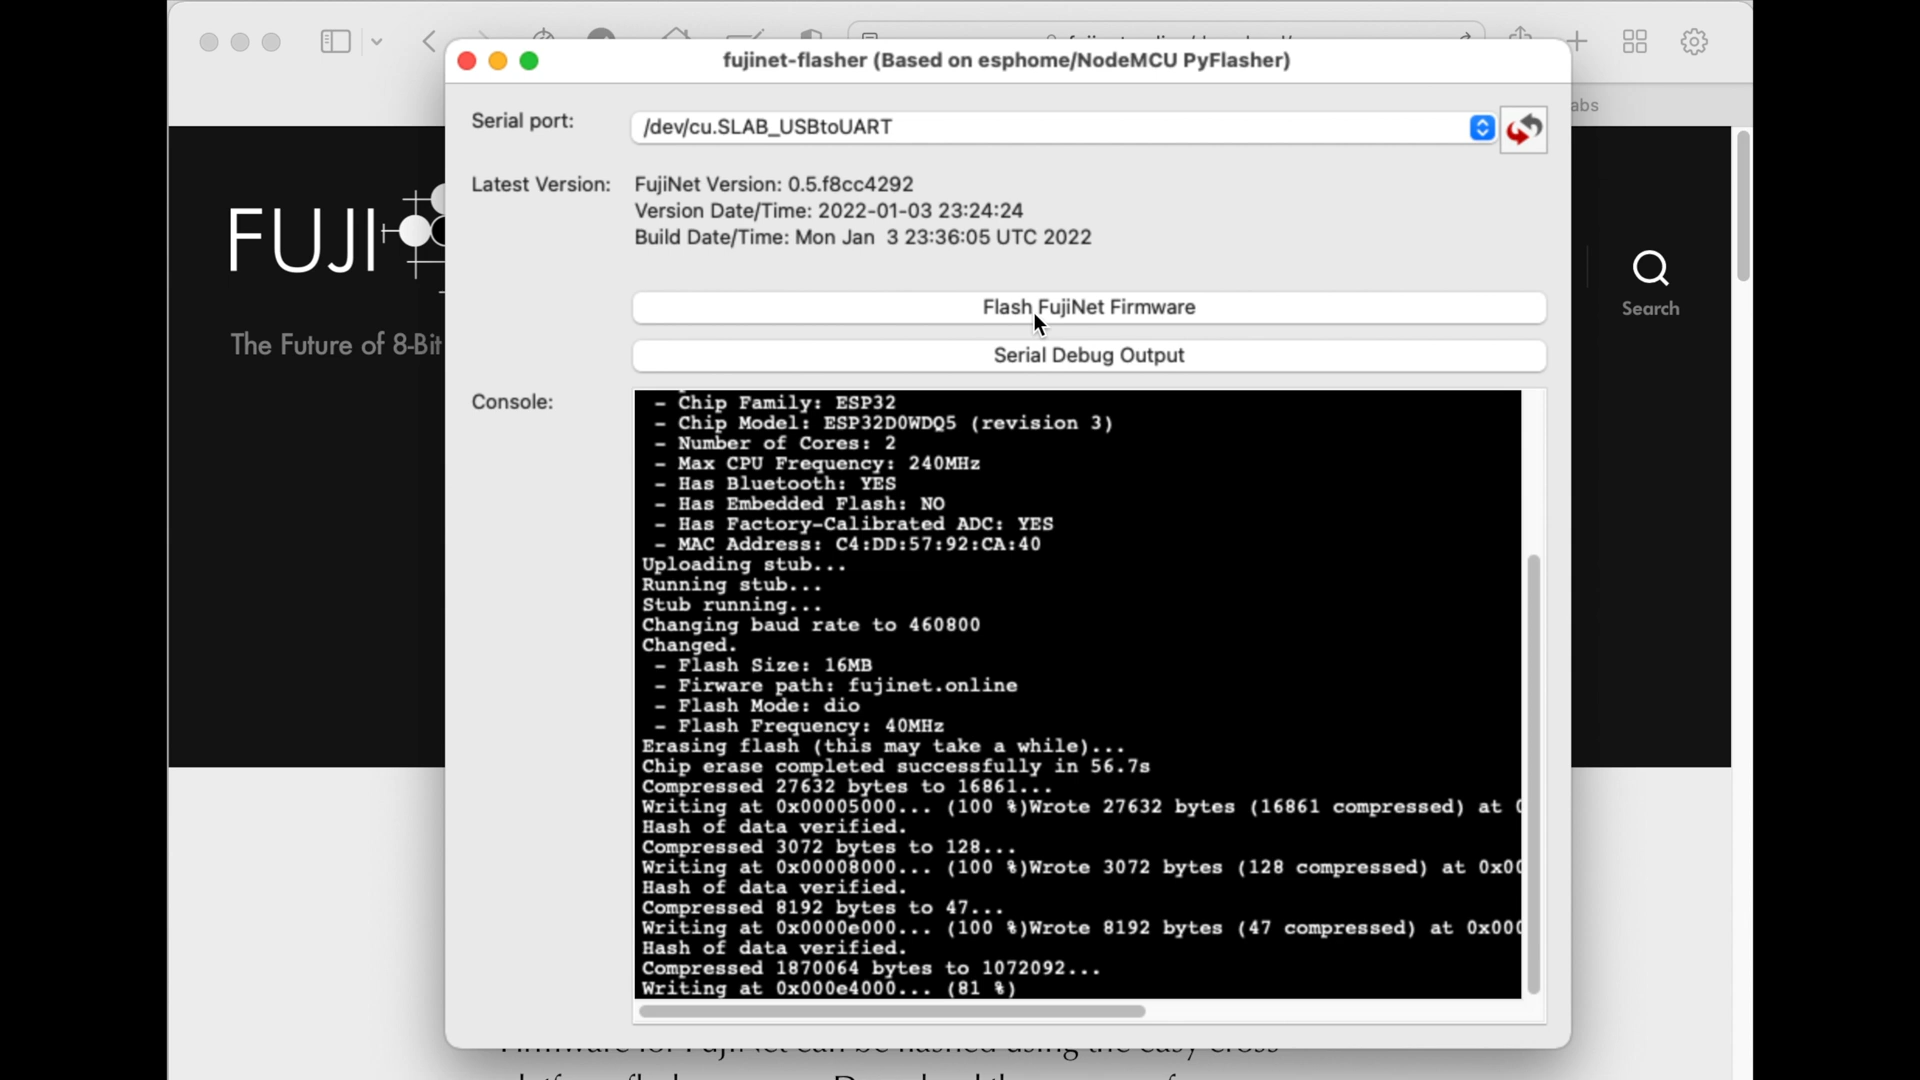 fujinet-flasher (Based on esphome/NodeMCU PyFlasher)
abs
Serial port:
/dev/cu.SLAB_USBtoUART
Latest Version:
FujiNet Version: 0.5.f8cc4292
Version Date/Time: 2022-01-03 23:24:24
Build Date/Time: Mon Jan  3 23:36:05 UTC 2022
FUJI
The Future of 8-Bit
Search
Flash FujiNet Firmware
Serial Debug Output
Console:
- Chip Family: ESP32
- Chip Model: ESP32D0WDQ5 (revision 3)
- Number of Cores: 2
- Max CPU Frequency: 240MHz
- Has Bluetooth: YES
- Has Embedded Flash: NO
- Has Factory-Calibrated ADC: YES
- MAC Address: C4:DD:57:92:CA:40
Uploading stub...
Running stub...
Stub running...
Changing baud rate to 460800
Changed.
- Flash Size: 16MB
- Firware path: fujinet.online
- Flash Mode: dio
- Flash Frequency: 40MHz
Erasing flash (this may take a while)...
Chip erase completed successfully in 56.7s
Compressed 27632 bytes to 16861...
Writing at 0x00005000... (100 %)Wrote 27632 bytes (16861 compressed) at 0
Hash of data verified.
Compressed 3072 bytes to 128...
Writing at 0x00008000... (100 %)Wrote 3072 bytes (128 compressed) at 0x00
Hash of data verified.
Compressed 8192 bytes to 47...
Writing at 0x0000e000... (100 %)Wrote 8192 bytes (47 compressed) at 0x000
Hash of data verified.
Compressed 1870064 bytes to 1072092...
Writing at 0x000e4000... (81 %)
Firmware for FujiNet can be flashed using the easy cross